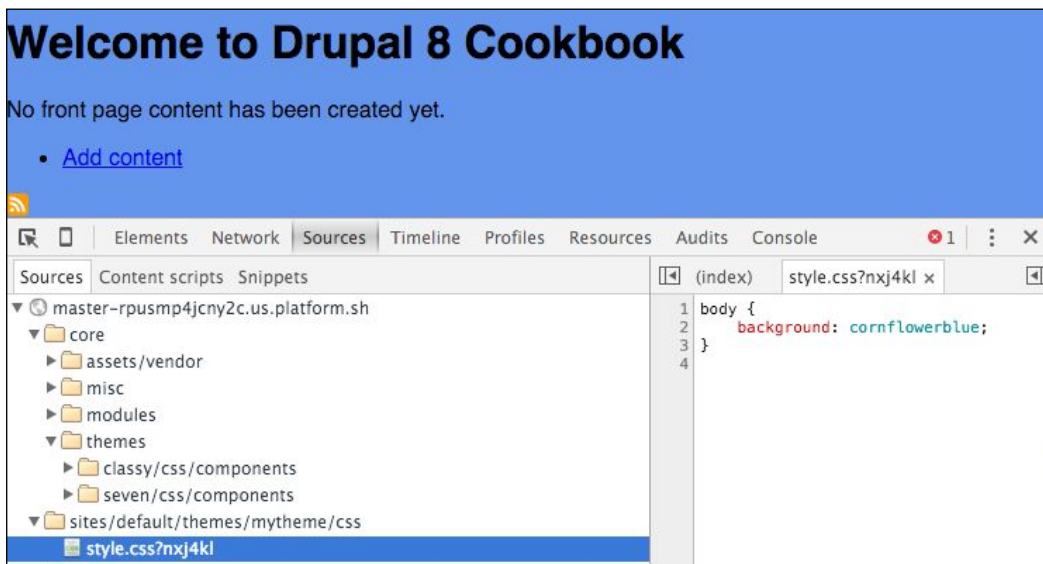 Welcome to Drupal 8 Cookbook
No front page content has been created yet.
Add content
Elements Network Sources Timeline Profiles Resources Audits Console 1
Sources Content scripts Snippets
(index) style.css?nxj4kl ×
master-rpusmp4jcny2c.us.platform.sh
core
assets/vendor
misc
modules
themes
classy/css/components
seven/css/components
sites/default/themes/mytheme/css
style.css?nxj4kl
1 body {
2     background: cornflowerblue;
3 }
4